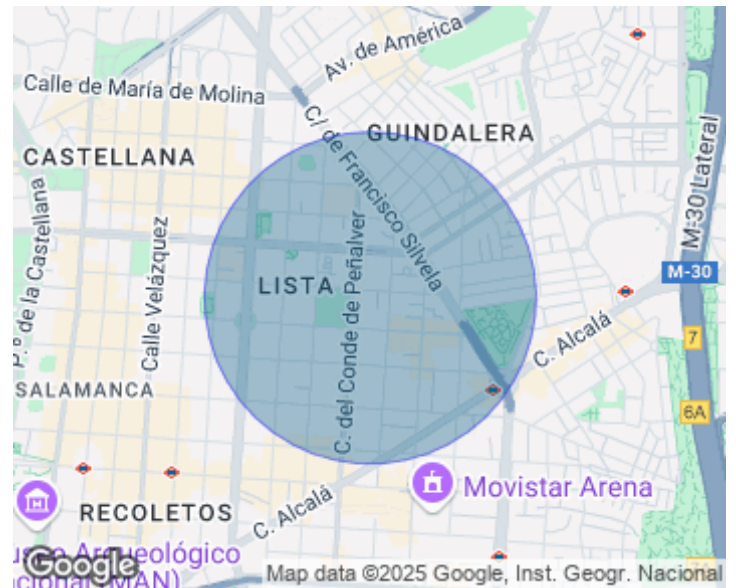 Av. de América
Calle de María de Molina
C/ de Francisco Silvela
GUINDALERA
CASTELLANA
M-30 Lateral
P.º de la Castellana
Calle Velázquez
C. del Conde de Peñalver
LISTA
M-30
7
C. Alcalá
SALAMANCA
6A
Movistar Arena
RECOLETOS
C. Alcalá
Arqueológico
(MAN)
Google
Map data ©2025 Google, Inst. Geogr. Nacional